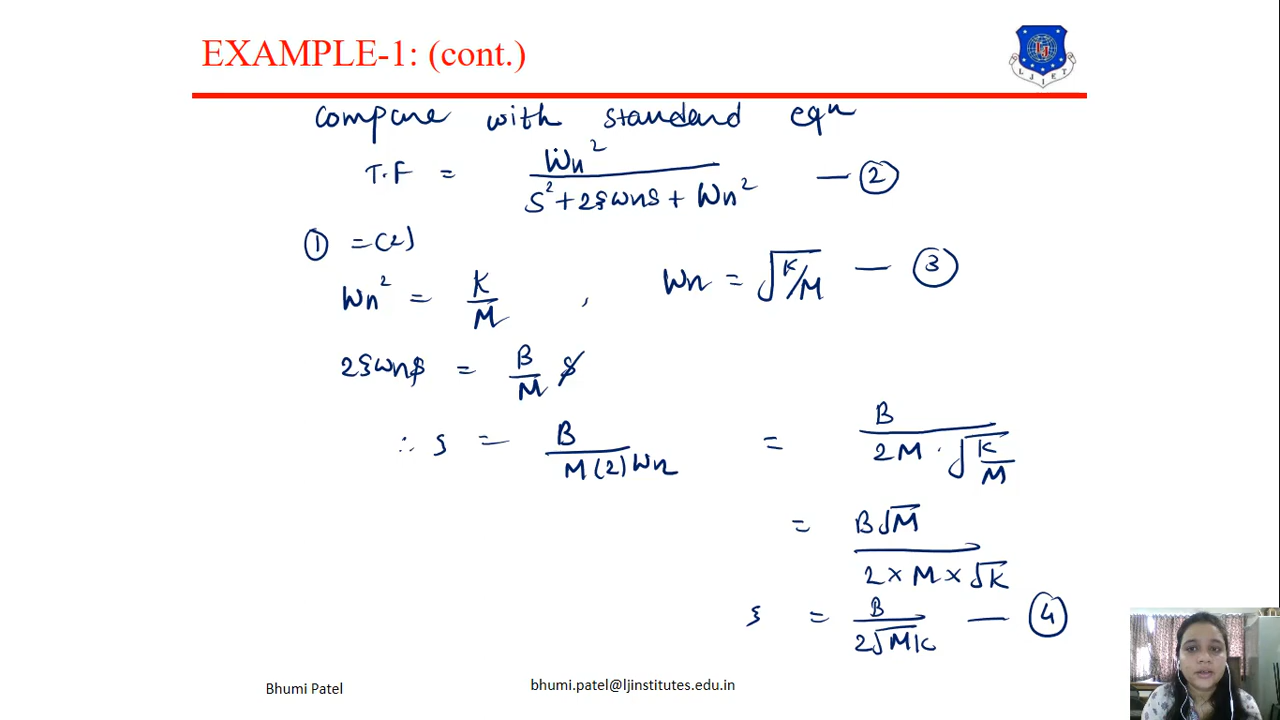 EXAMPLE-1: (cont.)
LJIET
compare with standard eqn
T.F = Wn² / (S² + 2ξWnS + Wn²) — ②
① = (2)
Wn² = K/M , Wn = √(K/M) — ③
2ξWnS = B/M S
∴ ξ = B / (M(2)Wn) = B / (2M · √(K/M))
= B√M / (2 × M × √K)
ξ = B / (2√MK) — ④
Bhumi Patel
bhumi.patel@ljinstitutes.edu.in